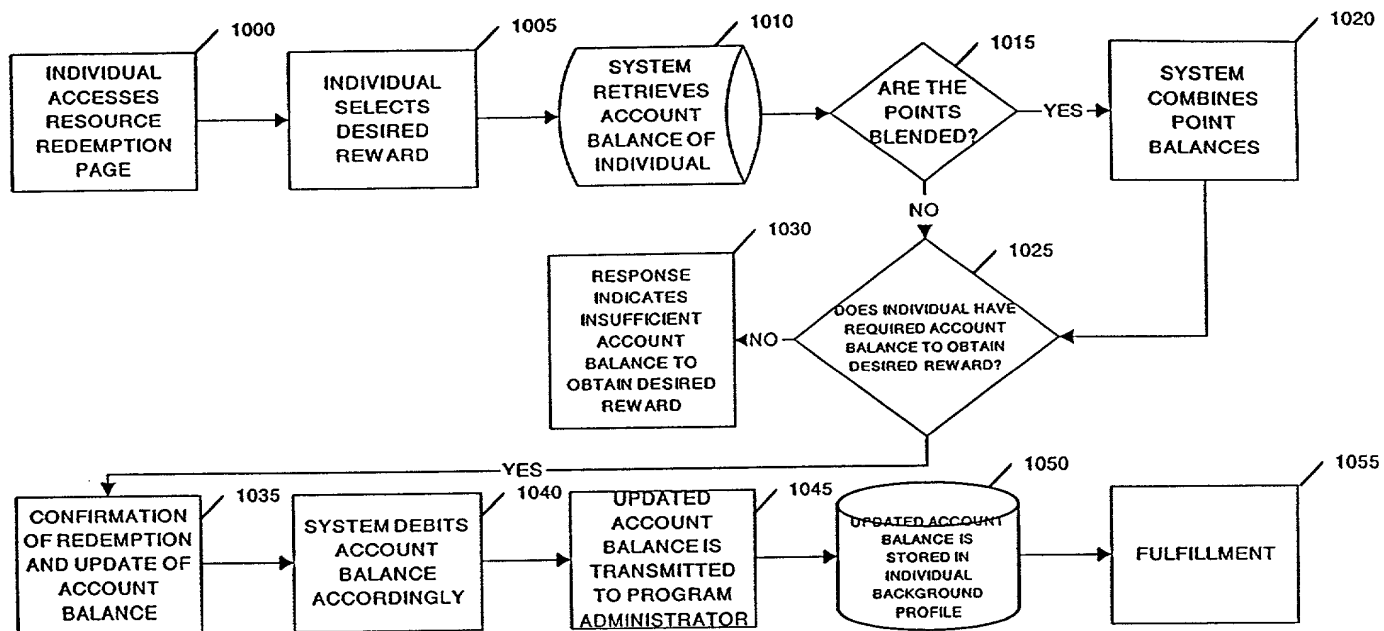 1000
INDIVIDUAL
ACCESSES
RESOURCE
REDEMPTION
PAGE
1005
INDIVIDUAL
SELECTS
DESIRED
REWARD
1010
SYSTEM
RETRIEVES
ACCOUNT
BALANCE OF
INDIVIDUAL
1015
ARE THE
POINTS
BLENDED?
YES
1020
SYSTEM
COMBINES
POINT
BALANCES
NO
1025
DOES INDIVIDUAL HAVE
REQUIRED ACCOUNT
BALANCE TO OBTAIN
DESIRED REWARD?
NO
1030
RESPONSE
INDICATES
INSUFFICIENT
ACCOUNT
BALANCE TO
OBTAIN DESIRED
REWARD
YES
1035
CONFIRMATION
OF REDEMPTION
AND UPDATE OF
ACCOUNT
BALANCE
1040
SYSTEM DEBITS
ACCOUNT
BALANCE
ACCORDINGLY
1045
UPDATED
ACCOUNT
BALANCE IS
TRANSMITTED
TO PROGRAM
ADMINISTRATOR
1050
UPDATED ACCOUNT
BALANCE IS
STORED IN
INDIVIDUAL
BACKGROUND
PROFILE
1055
FULFILLMENT